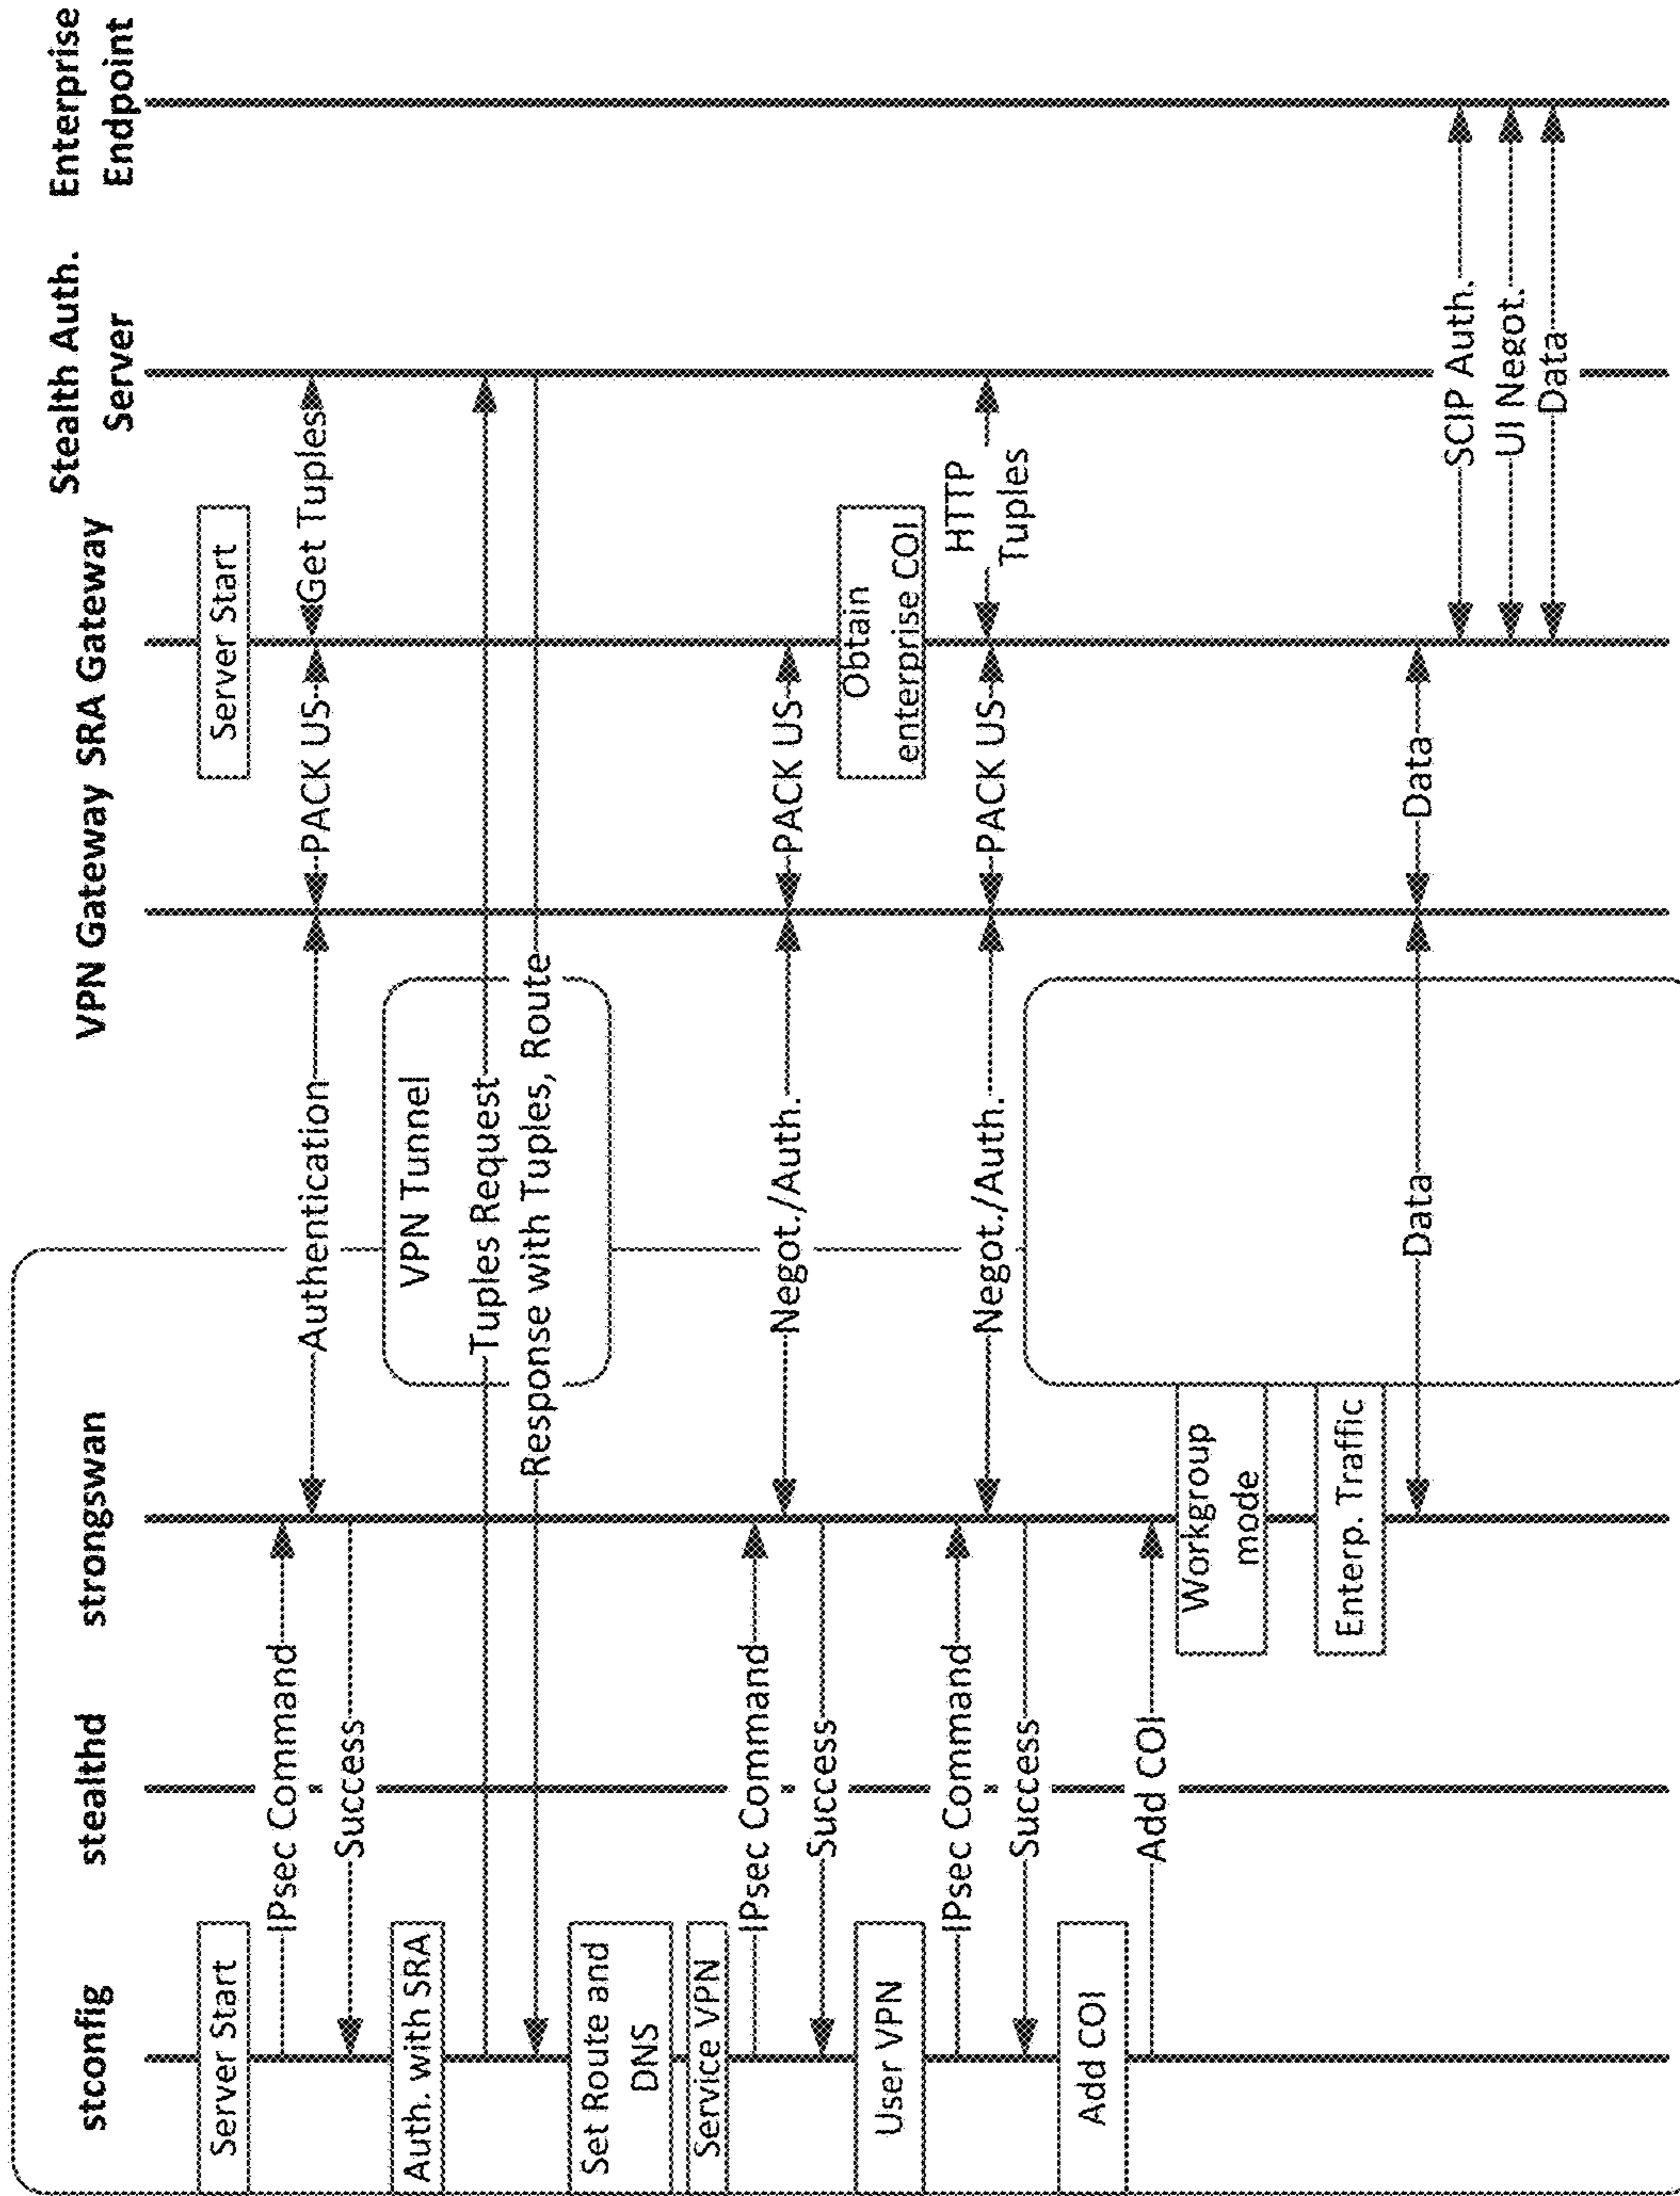 stconfig
stealthd
strongswan
VPN Gateway
SRA Gateway
Stealth Auth.
Server
Enterprise
Endpoint
Server Start
Server Start
IPsec Command
Authentication
PACK US
Get Tuples
Success
Auth. with SRA
VPN Tunnel
Tuples Request
Response with Tuples, Route
Set Route and
DNS
Service VPN
IPsec Command
Negot./Auth.
PACK US
Success
User VPN
Obtain
enterprise COI
IPsec Command
Negot./Auth.
PACK US
HTTP
Tuples
Success
Add COI
Add COI
Workgroup
mode
Enterp. Traffic
Data
Data
SCIP Auth.
UI Negot.
Data